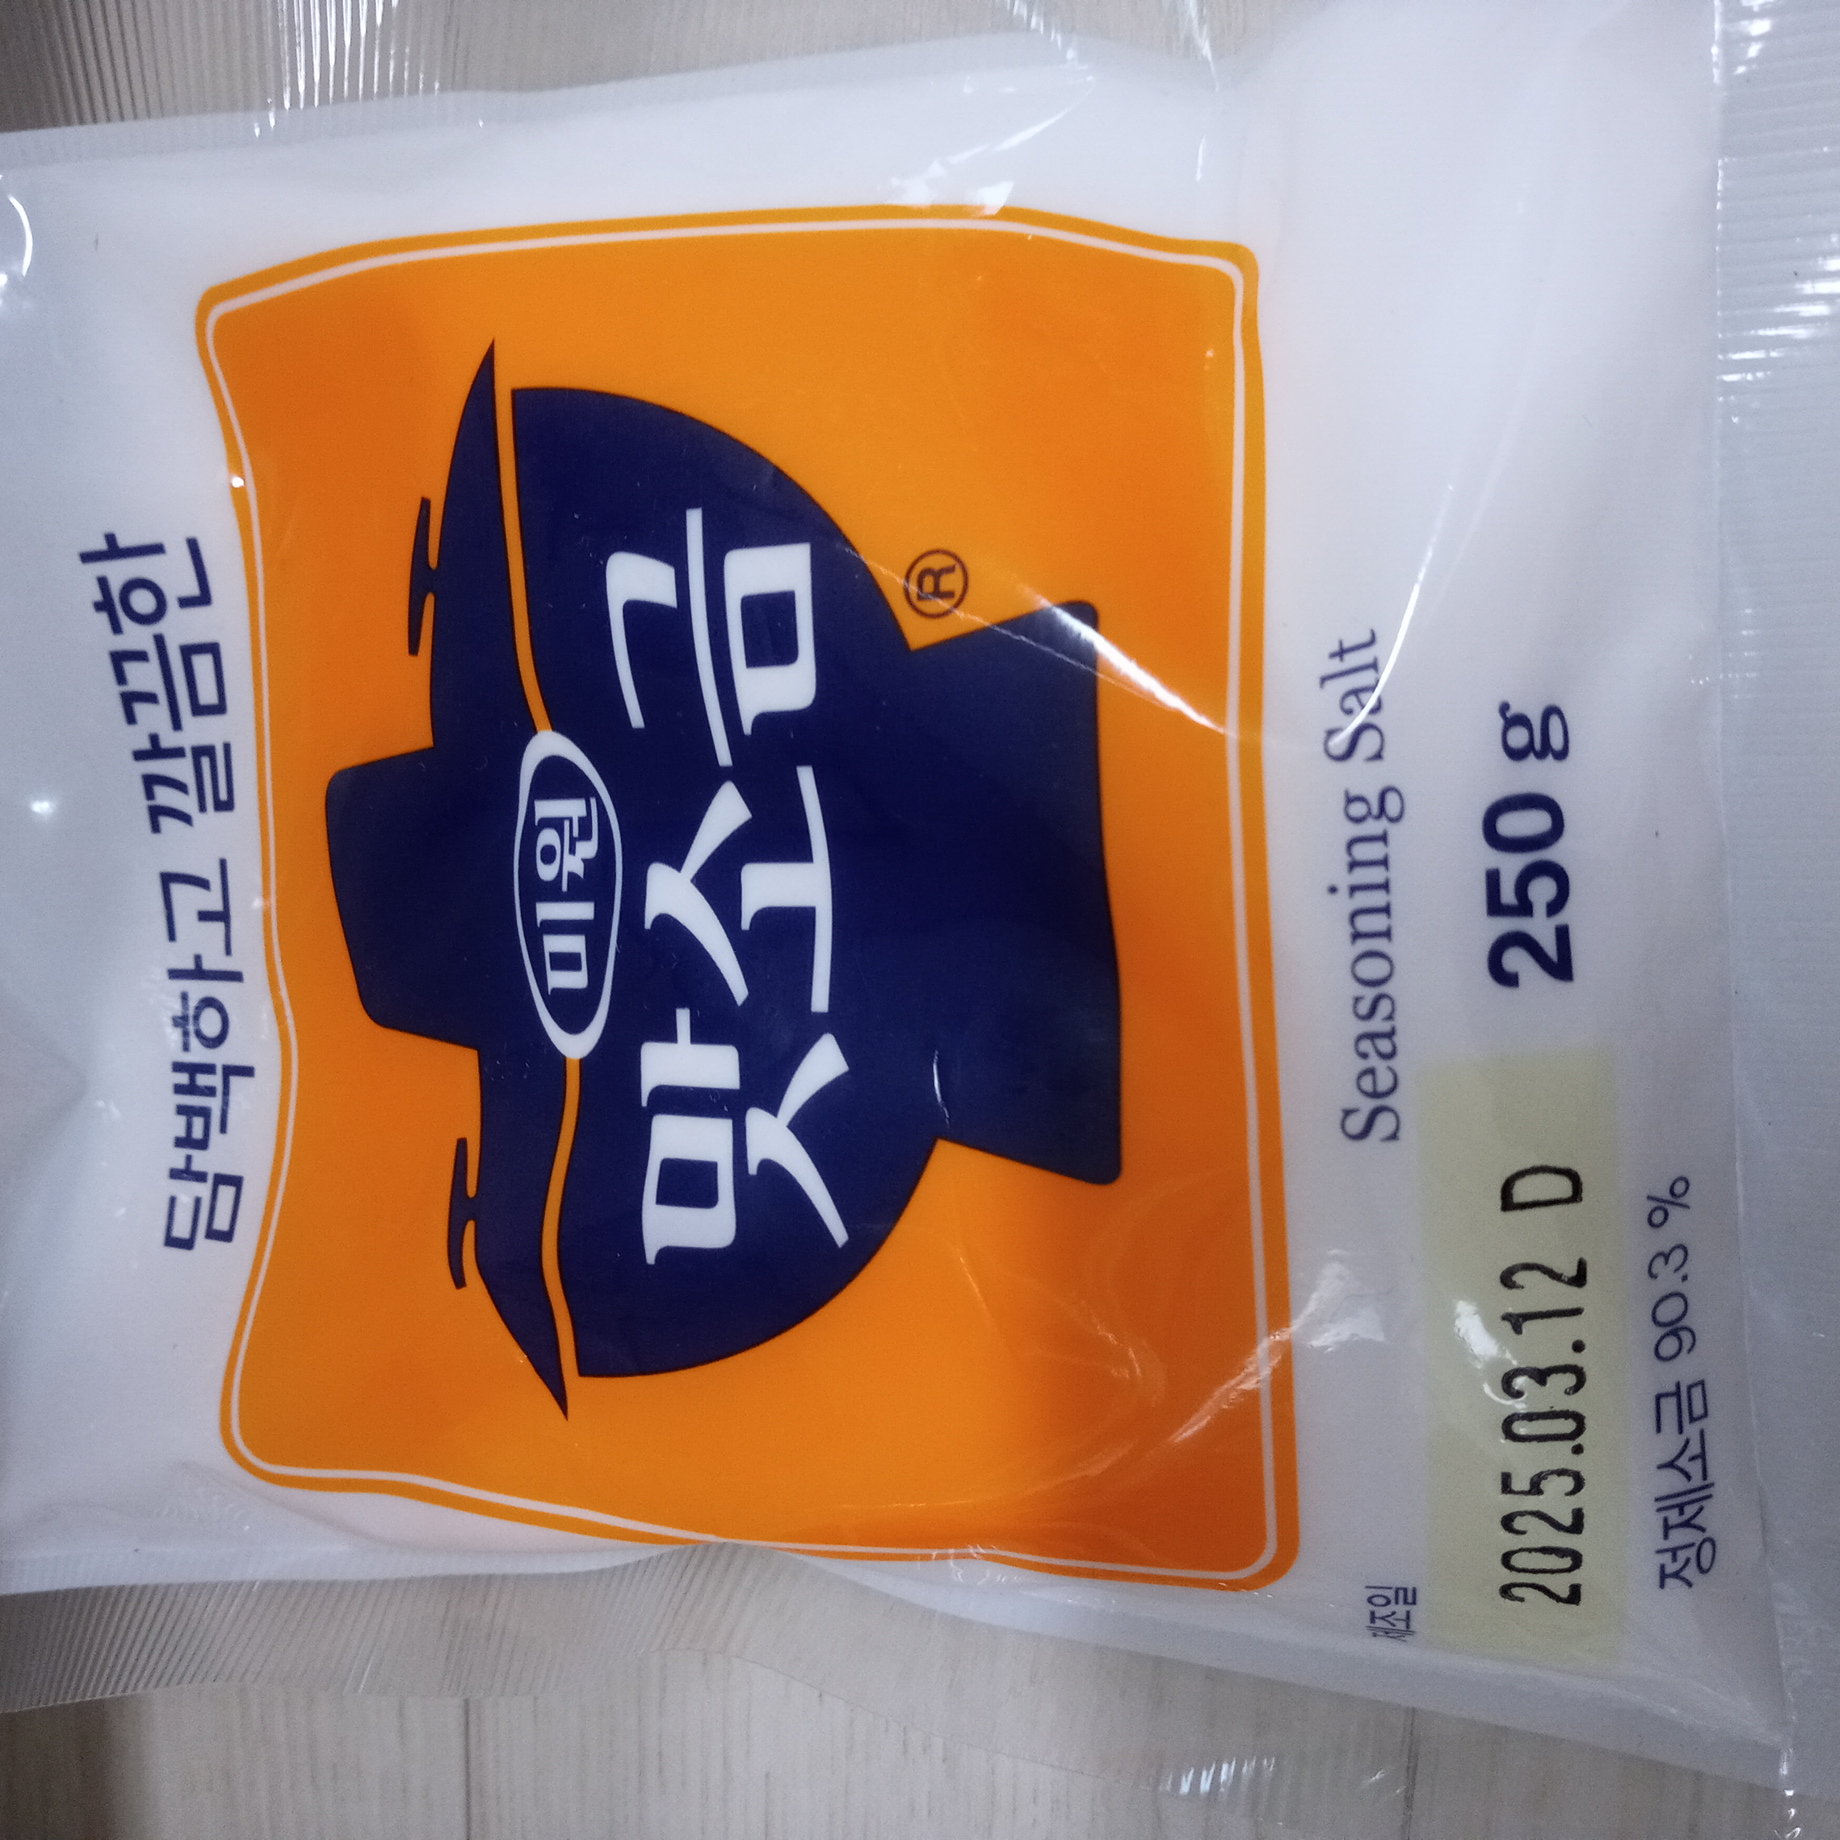 담백하고 깔끔한
미원
맛소금
®
Seasoning Salt
250 g
제조일
2025.03.12 D
정제소금 90.3 %